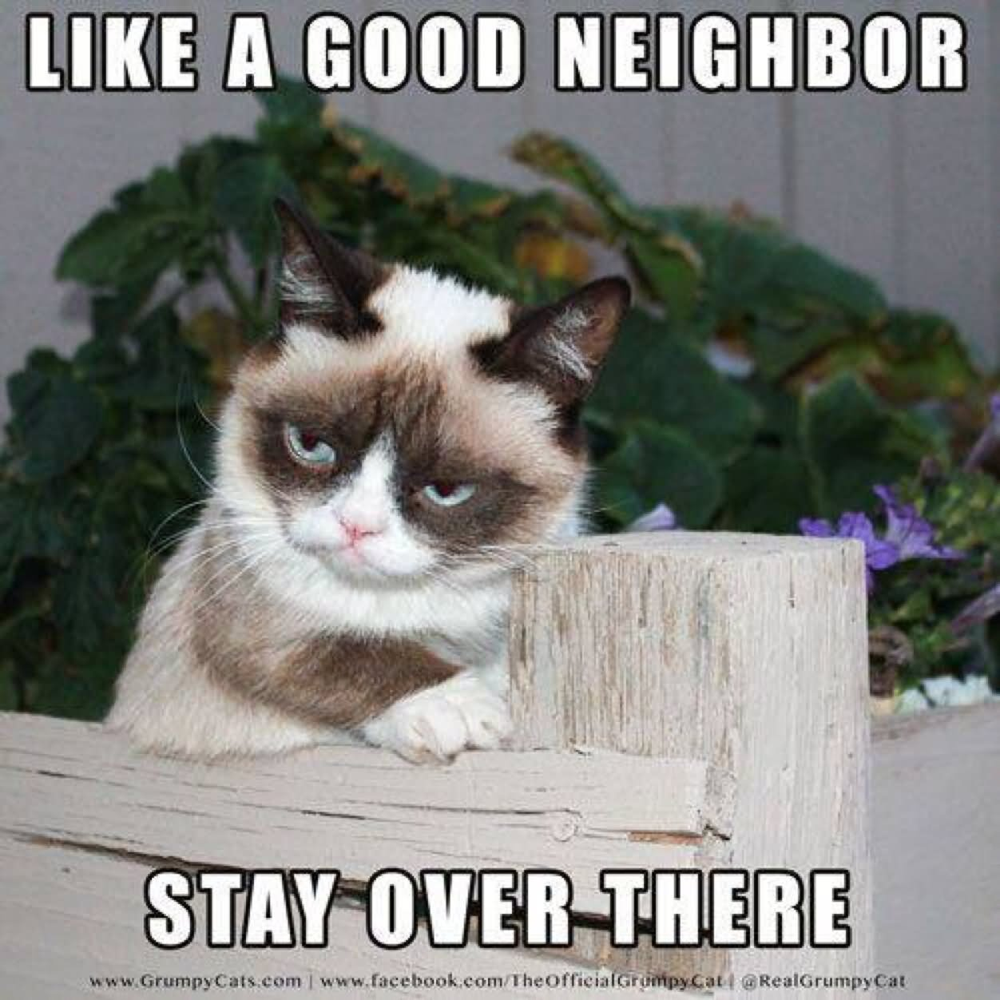 LIKE A GOOD NEIGHBOR
STAY OVER THERE
www.GrumpyCats.com | www.facebook.com/TheOfficialGrumpyCat | @RealGrumpyCat